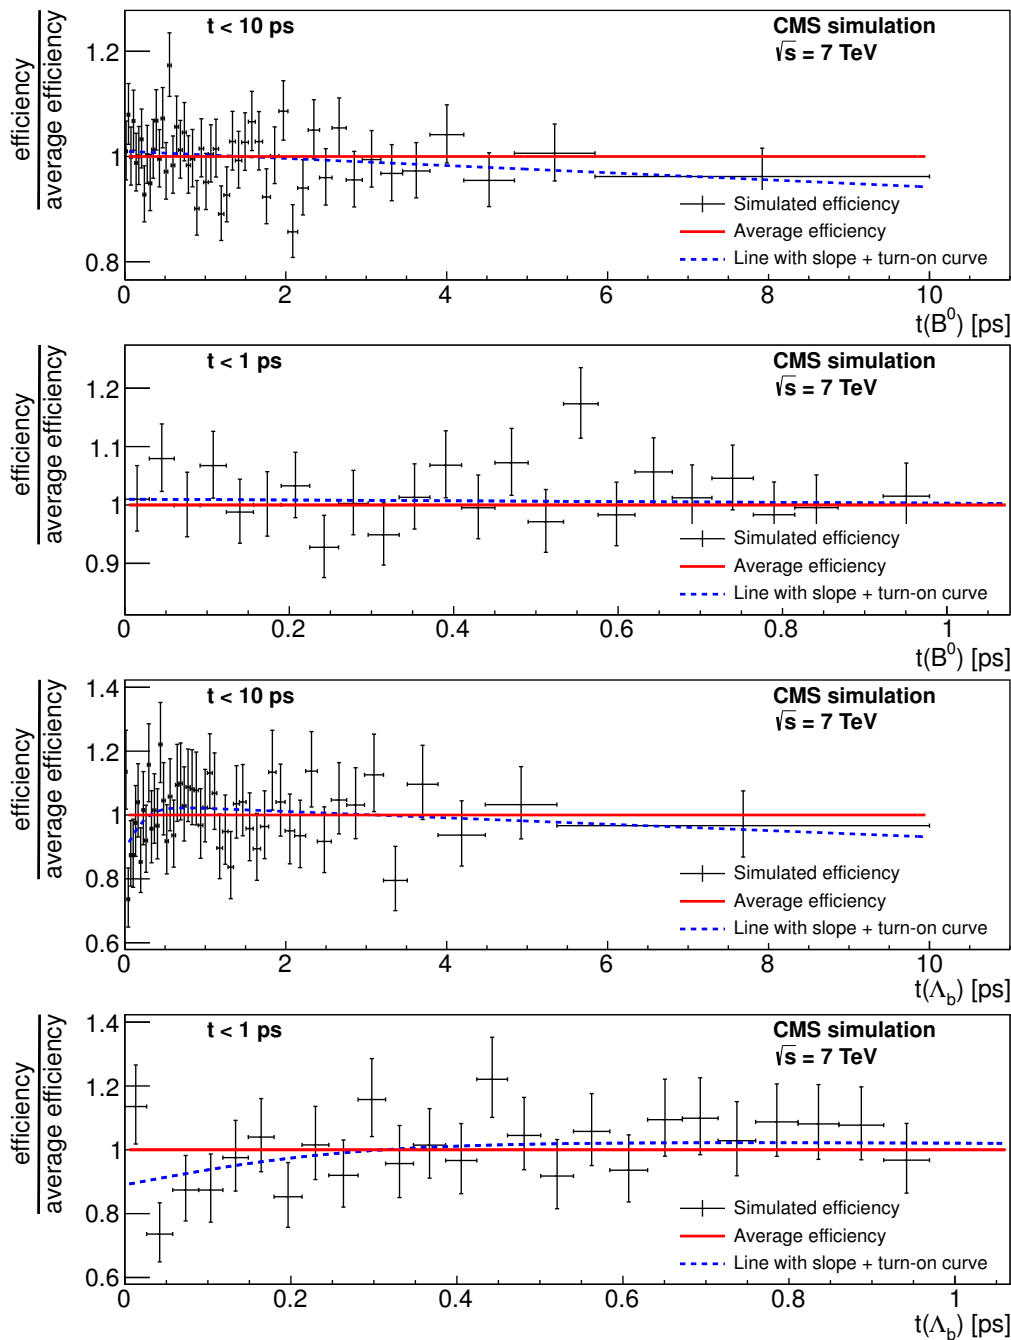 efficiency
average efficiency
t < 10 ps
CMS simulation
√s = 7 TeV
1.2
1
0.8
Simulated efficiency
Average efficiency
Line with slope + turn-on curve
0 2 4 6 8 10
t(B⁰) [ps]
efficiency
average efficiency
t < 1 ps
CMS simulation
√s = 7 TeV
1.2
1.1
1
0.9
Simulated efficiency
Average efficiency
Line with slope + turn-on curve
0 0.2 0.4 0.6 0.8 1
t(B⁰) [ps]
efficiency
average efficiency
t < 10 ps
CMS simulation
√s = 7 TeV
1.4
1.2
1
0.8
0.6
Simulated efficiency
Average efficiency
Line with slope + turn-on curve
0 2 4 6 8 10
t(Λb) [ps]
efficiency
average efficiency
t < 1 ps
CMS simulation
√s = 7 TeV
1.4
1.2
1
0.8
0.6
Simulated efficiency
Average efficiency
Line with slope + turn-on curve
0 0.2 0.4 0.6 0.8 1
t(Λb) [ps]